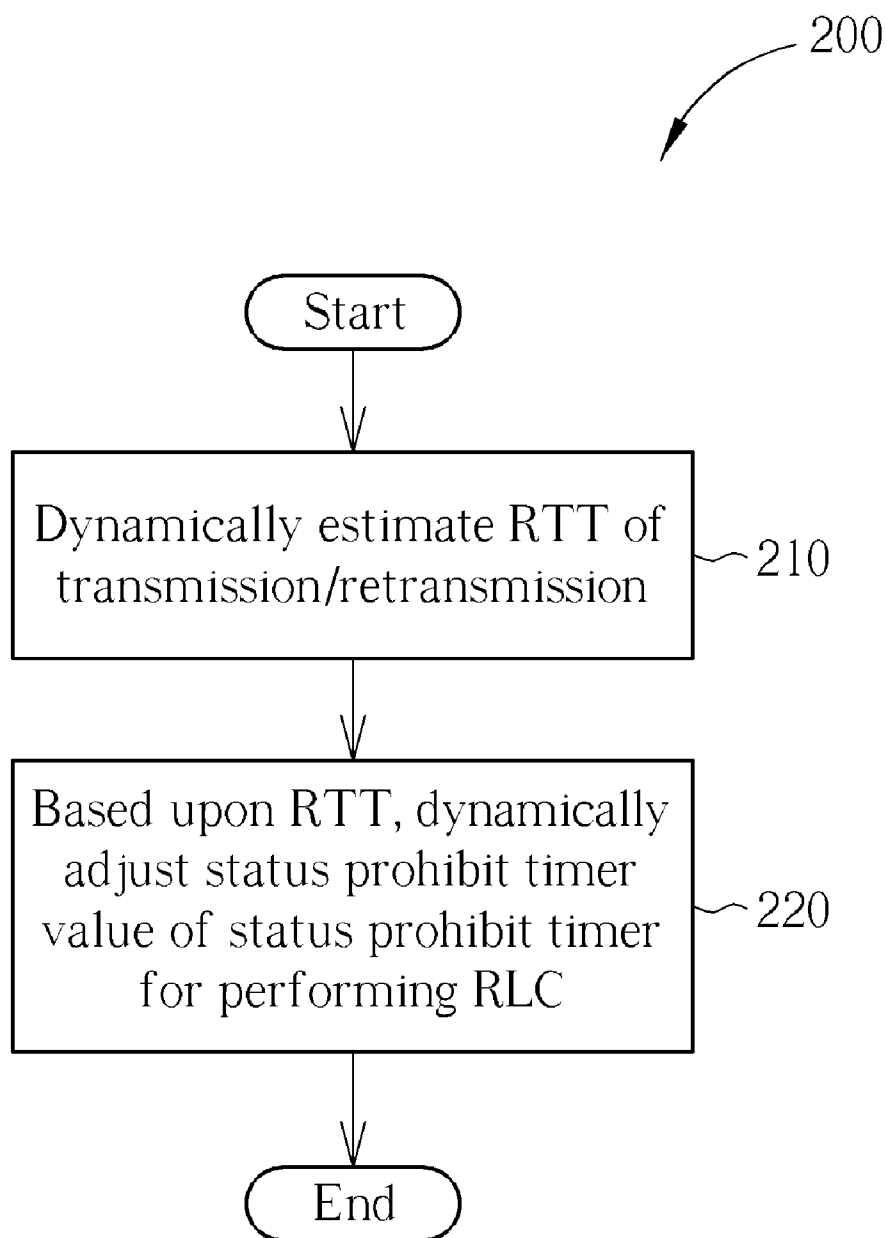 200
Start
Dynamically estimate RTT of
transmission/retransmission
210
Based upon RTT, dynamically
adjust status prohibit timer
value of status prohibit timer
for performing RLC
220
End